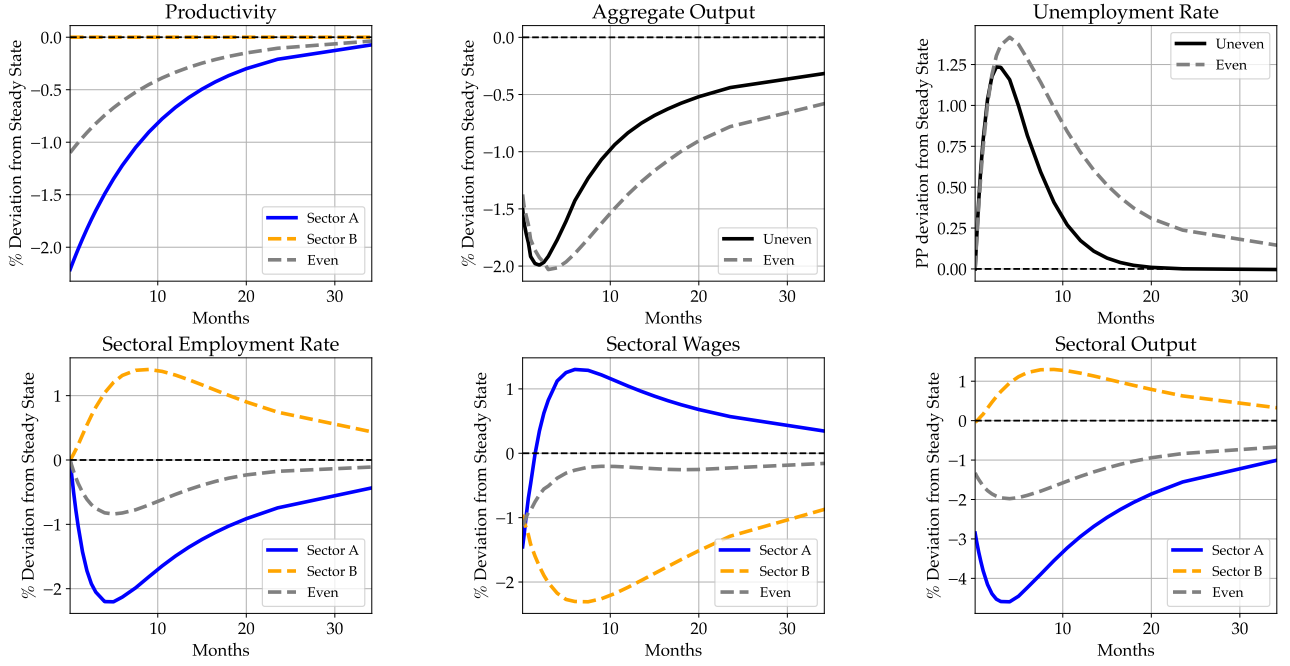 Productivity
% Deviation from Steady State
0.0
−0.5
−1.0
−1.5
−2.0
Sector A
Sector B
Even
10 20 30
Months
Aggregate Output
% Deviation from Steady State
0.0
−0.5
−1.0
−1.5
−2.0
Uneven
Even
10 20 30
Months
Unemployment Rate
PP deviation from Steady State
1.25
1.00
0.75
0.50
0.25
0.00
Uneven
Even
10 20 30
Months
Sectoral Employment Rate
% Deviation from Steady State
1
0
−1
−2
Sector A
Sector B
Even
10 20 30
Months
Sectoral Wages
% Deviation from Steady State
1
0
−1
−2
Sector A
Sector B
Even
10 20 30
Months
Sectoral Output
% Deviation from Steady State
1
0
−1
−2
−3
−4
Sector A
Sector B
Even
10 20 30
Months